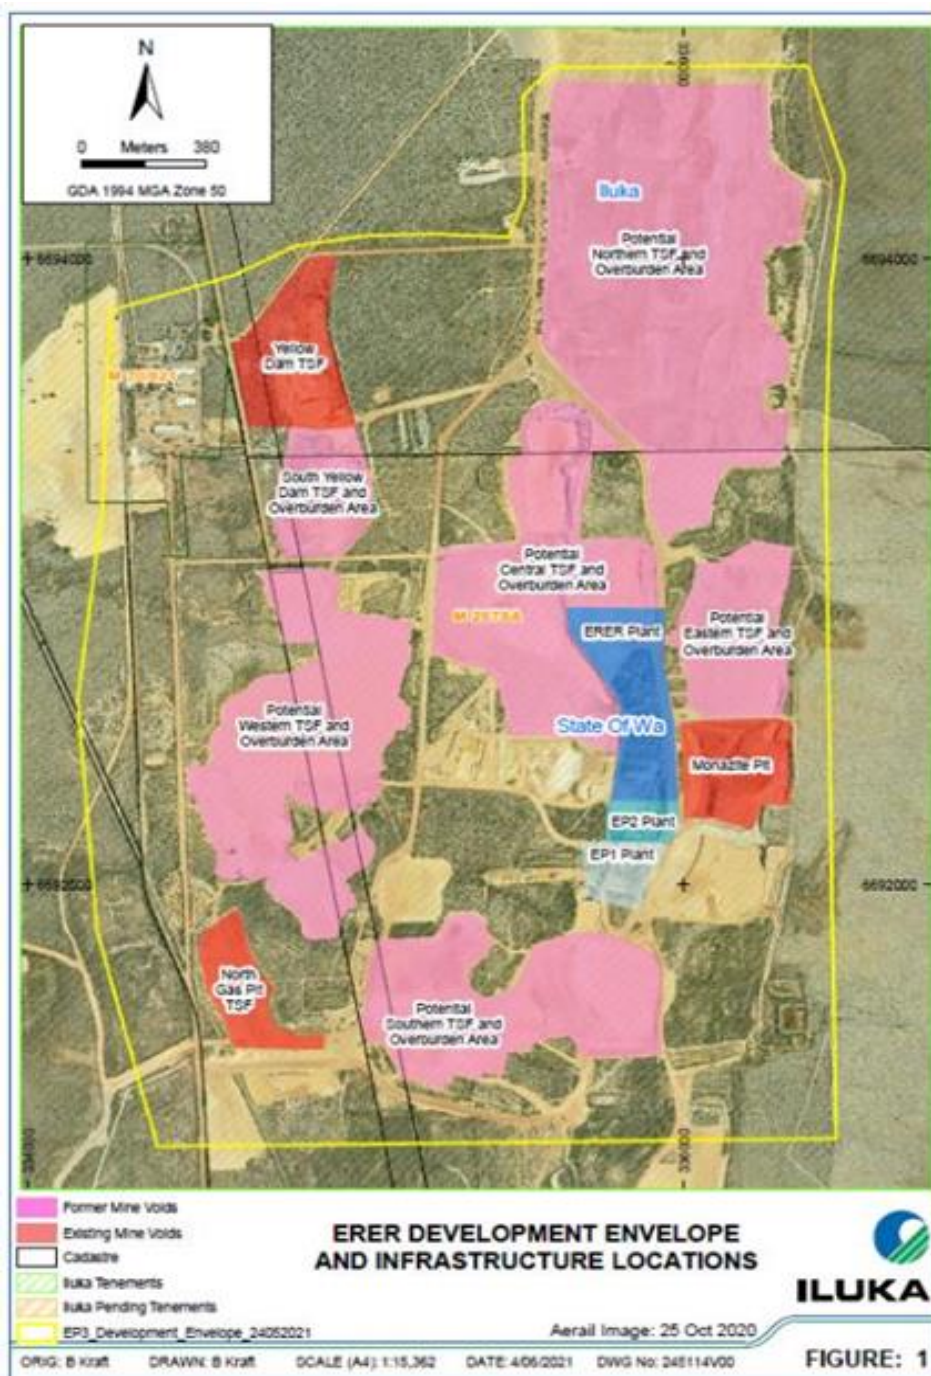 N
0 Meters 380
GDA 1994 MGA Zone 50
336000
Iluka
Potential
Northern TSF and
Overburden Area
6694000
6694000
Yellow
Dam TSF
South Yellow
Dam TSF and
Overburden Area
Potential
Central TSF and
Overburden Area
ERER Plant
Potential
Eastern TSF and
Overburden Area
Potential
Western TSF and
Overburden Area
State Of Wa
Monazite Pit
EP2 Plant
EP1 Plant
6692000
6692000
North
Gas Pit
TSF
Potential
Southern TSF and
Overburden Area
336000
Former Mine Voids
Existing Mine Voids
Cadastre
Iluka Tenements
Iluka Pending Tenements
EP3_Development_Envelope_24052021
ERER DEVELOPMENT ENVELOPE
AND INFRASTRUCTURE LOCATIONS
ILUKA
Aerail Image: 25 Oct 2020
ORIG: B Kraft DRAWN: B Kraft SCALE (A4): 1:15,362 DATE: 4/06/2021 DWG No: 245114V00 FIGURE: 1